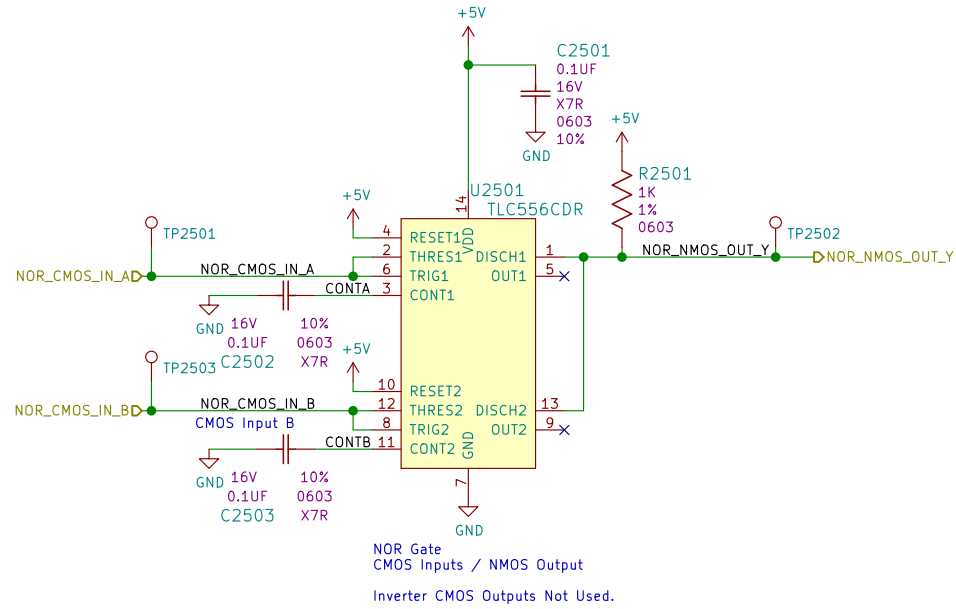 +5V
C2501
0.1UF
16V
X7R
0603
10%
GND
+5V
R2501
1K
1%
0603
U2501
TLC556CDR
14
VDD
+5V
4 RESET1
2 THRES1
6 TRIG1
3 CONT1
DISCH1 1
OUT1 5
TP2501
NOR_CMOS_IN_A
NOR_CMOS_IN_A
CONTA
GND
16V
0.1UF
C2502
10%
0603
X7R
NOR_NMOS_OUT_Y
TP2502
NOR_NMOS_OUT_Y
+5V
TP2503
10 RESET2
12 THRES2
8 TRIG2
11 CONT2
DISCH2 13
OUT2 9
NOR_CMOS_IN_B
NOR_CMOS_IN_B
CMOS Input B
CONTB
GND
16V
0.1UF
C2503
10%
0603
X7R
GND
7
GND
NOR Gate
CMOS Inputs / NMOS Output
Inverter CMOS Outputs Not Used.